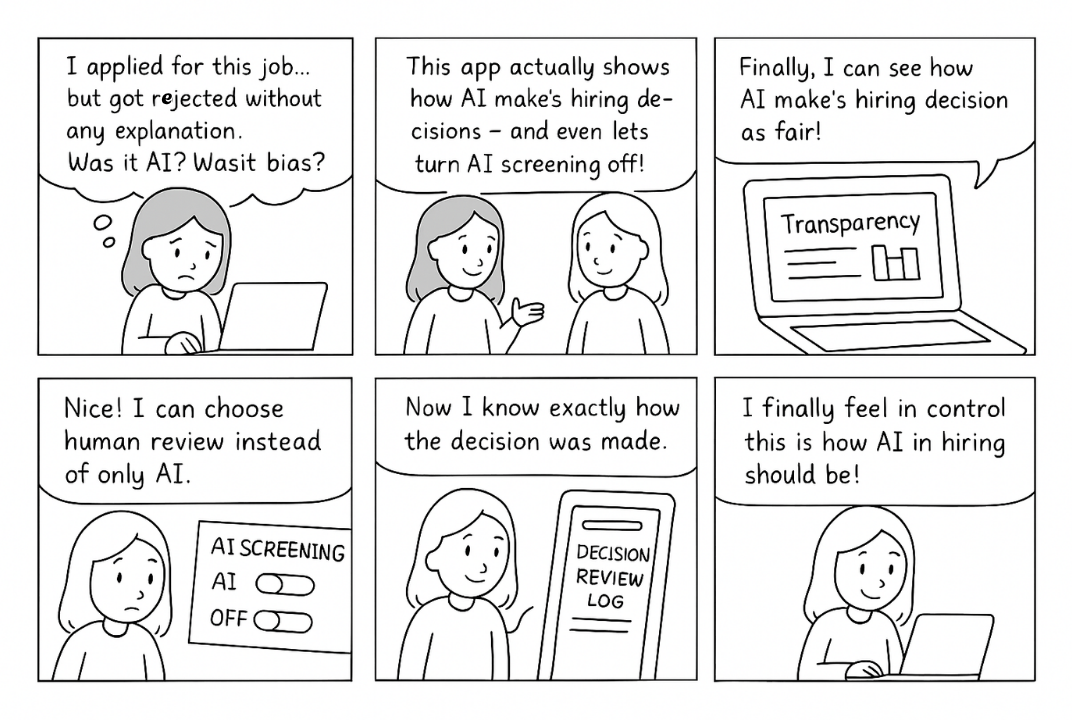 I applied for this job...
but got rejected without
any explanation.
Was it AI? Wasit bias?
This app actually shows
how AI make's hiring de-
cisions – and even lets
turn AI screening off!
Finally, I can see how
AI make's hiring decision
as fair!
Transparency
Nice! I can choose
human review instead
of only AI.
AI SCREENING
AI
OFF
Now I know exactly how
the decision was made.
DECISION
REVIEW
LOG
I finally feel in control
this is how AI in hiring
should be!